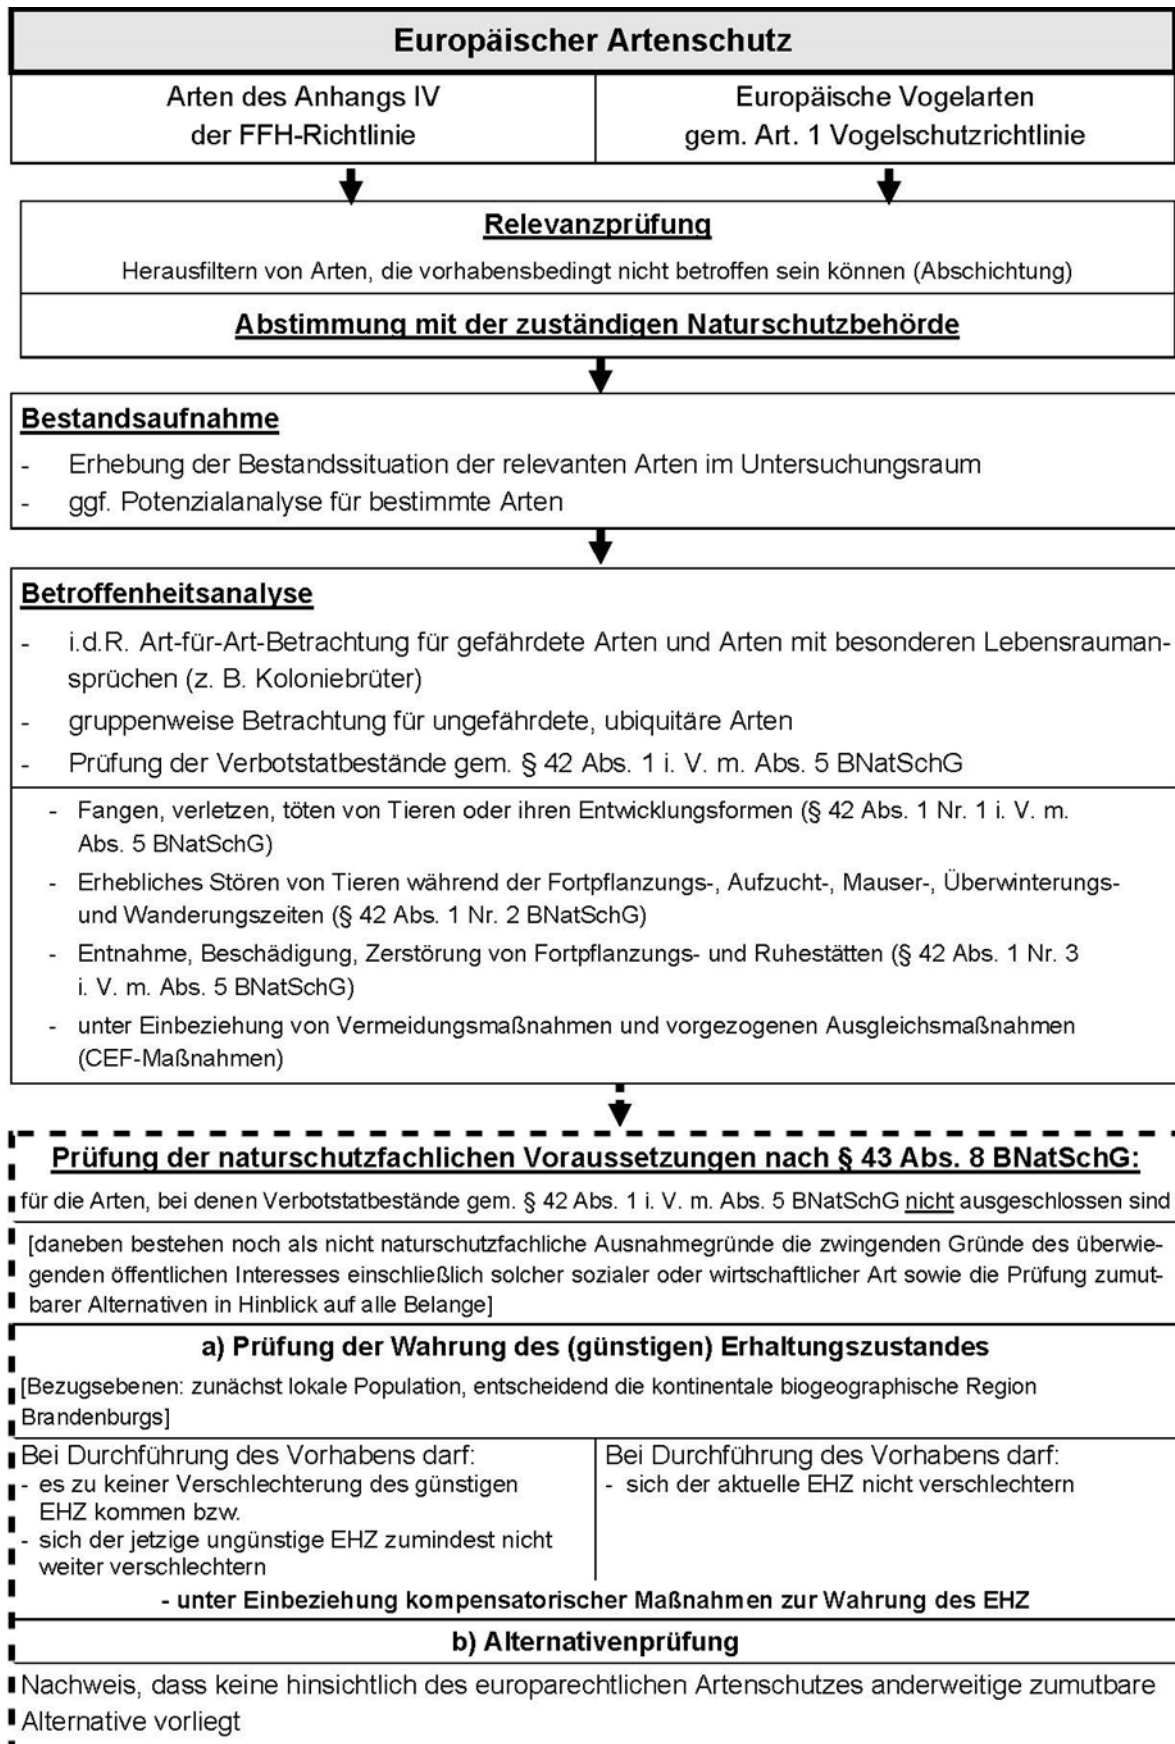 Europäischer Artenschutz
Arten des Anhangs IV
der FFH-Richtlinie
Europäische Vogelarten
gem. Art. 1 Vogelschutzrichtlinie
Relevanzprüfung
Herausfiltern von Arten, die vorhabensbedingt nicht betroffen sein können (Abschichtung)
Abstimmung mit der zuständigen Naturschutzbehörde
Bestandsaufnahme
- Erhebung der Bestandssituation der relevanten Arten im Untersuchungsraum
- ggf. Potenzialanalyse für bestimmte Arten
Betroffenheitsanalyse
- i.d.R. Art-für-Art-Betrachtung für gefährdete Arten und Arten mit besonderen Lebensrauman-
sprüchen (z. B. Koloniebrüter)
- gruppenweise Betrachtung für ungefährdete, ubiquitäre Arten
- Prüfung der Verbotstatbestände gem. § 42 Abs. 1 i. V. m. Abs. 5 BNatSchG
- Fangen, verletzen, töten von Tieren oder ihren Entwicklungsformen (§ 42 Abs. 1 Nr. 1 i. V. m.
Abs. 5 BNatSchG)
- Erhebliches Stören von Tieren während der Fortpflanzungs-, Aufzucht-, Mauser-, Überwinterungs-
und Wanderungszeiten (§ 42 Abs. 1 Nr. 2 BNatSchG)
- Entnahme, Beschädigung, Zerstörung von Fortpflanzungs- und Ruhestätten (§ 42 Abs. 1 Nr. 3
i. V. m. Abs. 5 BNatSchG)
- unter Einbeziehung von Vermeidungsmaßnahmen und vorgezogenen Ausgleichsmaßnahmen
(CEF-Maßnahmen)
Prüfung der naturschutzfachlichen Voraussetzungen nach § 43 Abs. 8 BNatSchG:
für die Arten, bei denen Verbotstatbestände gem. § 42 Abs. 1 i. V. m. Abs. 5 BNatSchG nicht ausgeschlossen sind
[daneben bestehen noch als nicht naturschutzfachliche Ausnahmegründe die zwingenden Gründe des überwie-
genden öffentlichen Interesses einschließlich solcher sozialer oder wirtschaftlicher Art sowie die Prüfung zumut-
barer Alternativen in Hinblick auf alle Belange]
a) Prüfung der Wahrung des (günstigen) Erhaltungszustandes
[Bezugsebenen: zunächst lokale Population, entscheidend die kontinentale biogeographische Region
Brandenburgs]
Bei Durchführung des Vorhabens darf:
- es zu keiner Verschlechterung des günstigen
EHZ kommen bzw.
- sich der jetzige ungünstige EHZ zumindest nicht
weiter verschlechtern
Bei Durchführung des Vorhabens darf:
- sich der aktuelle EHZ nicht verschlechtern
- unter Einbeziehung kompensatorischer Maßnahmen zur Wahrung des EHZ
b) Alternativenprüfung
Nachweis, dass keine hinsichtlich des europarechtlichen Artenschutzes anderweitige zumutbare
Alternative vorliegt